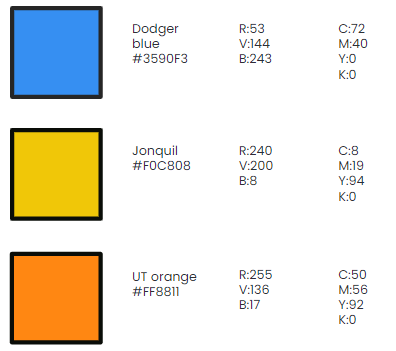 Dodger
blue
#3590F3
R:53
V:144
B:243
C:72
M:40
Y:0
K:0
Jonquil
#F0C808
R:240
V:200
B:8
C:8
M:19
Y:94
K:0
UT orange
#FF8811
R:255
V:136
B:17
C:50
M:56
Y:92
K:0